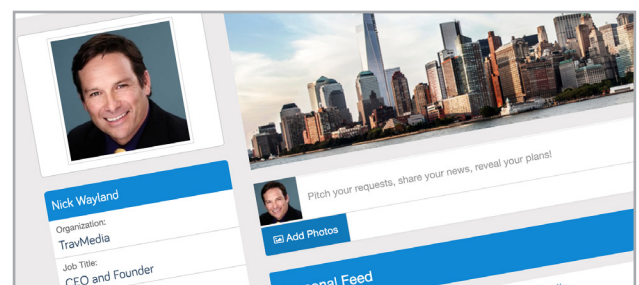 Nick Wayland
Organization:
TravMedia
Job Title:
CEO and Founder
Pitch your requests, share your news, reveal your plans!
Add Photos
Feed